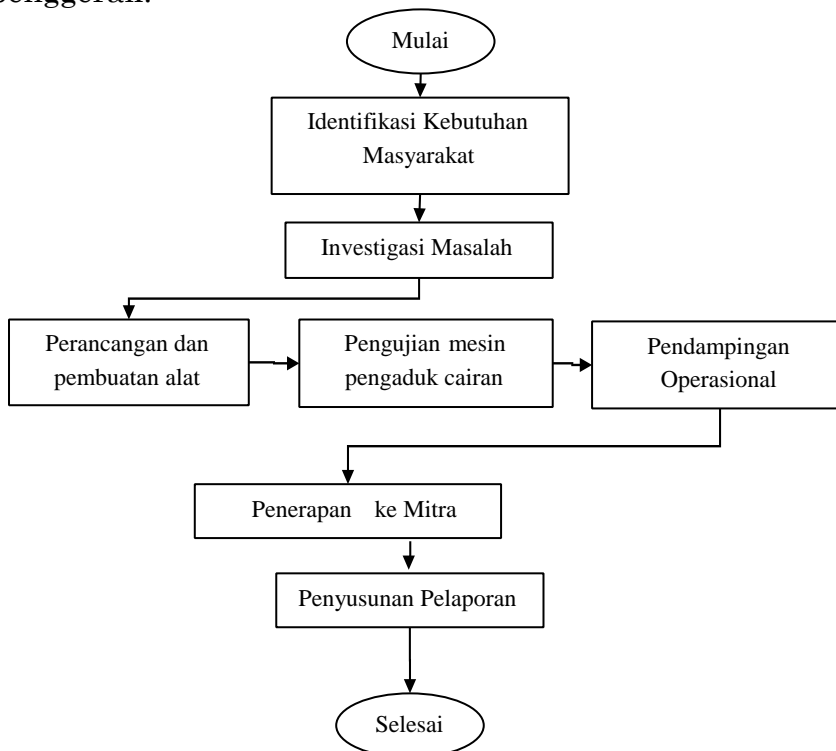 Mulai
Identifikasi Kebutuhan
Masyarakat
Investigasi Masalah
Perancangan dan
pembuatan alat
Pengujian mesin
pengaduk cairan
Pendampingan
Operasional
Penerapan ke Mitra
Penyusunan Pelaporan
Selesai